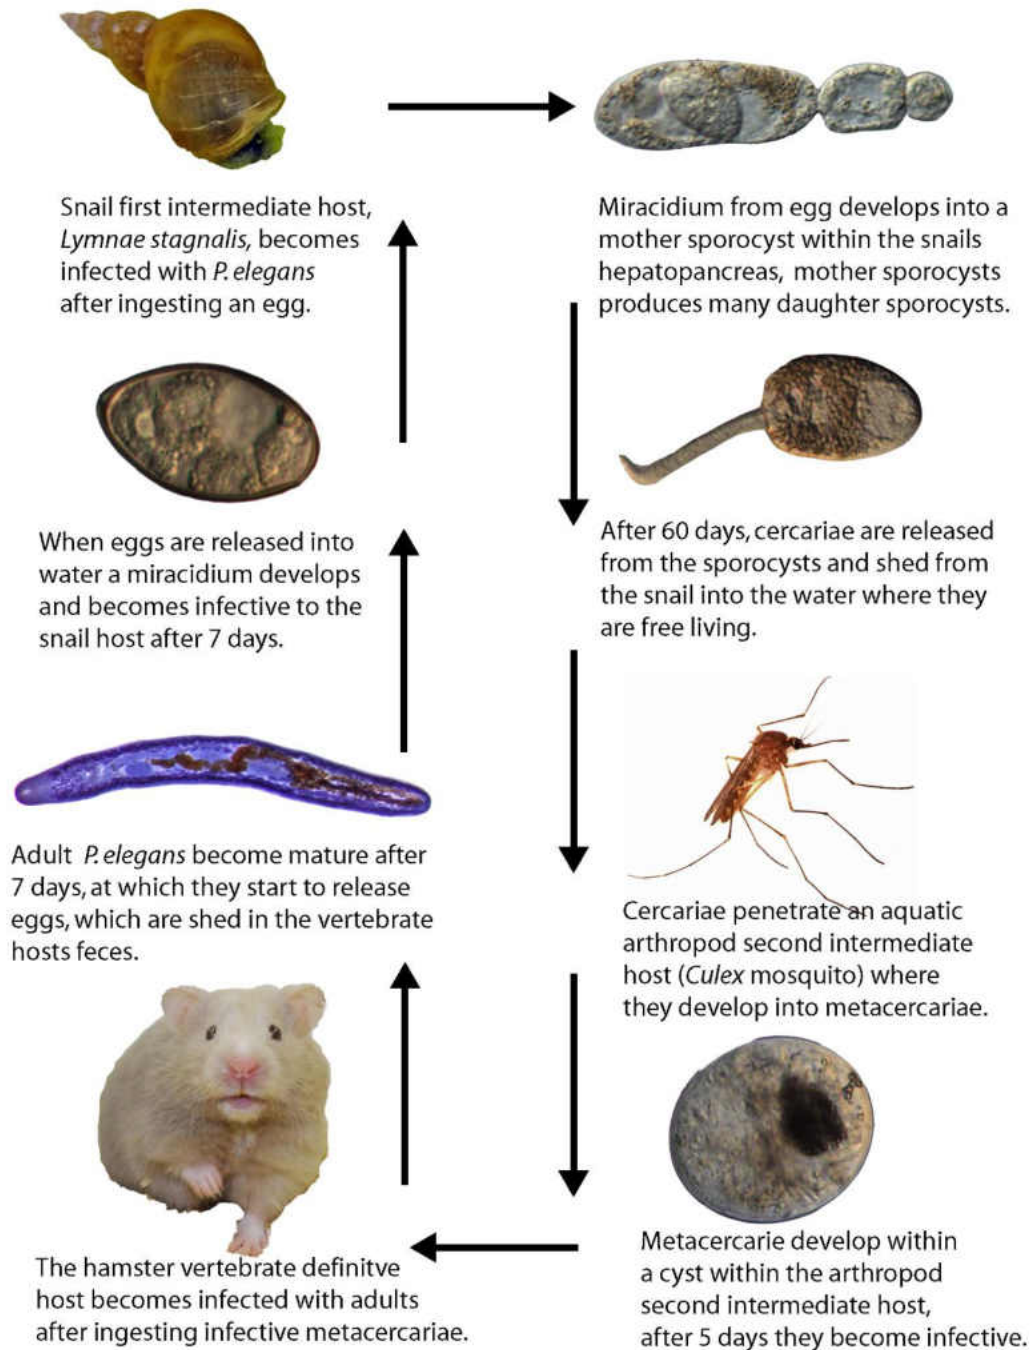 Snail first intermediate host,
Lymnae stagnalis, becomes
infected with P. elegans
after ingesting an egg.
Miracidium from egg develops into a
mother sporocyst within the snails
hepatopancreas, mother sporocysts
produces many daughter sporocysts.
After 60 days, cercariae are released
from the sporocysts and shed from
the snail into the water where they
are free living.
Cercariae penetrate an aquatic
arthropod second intermediate
host (Culex mosquito) where
they develop into metacercariae.
Metacercarie develop within
a cyst within the arthropod
second intermediate host,
after 5 days they become infective.
The hamster vertebrate definitve
host becomes infected with adults
after ingesting infective metacercariae.
Adult P. elegans become mature after
7 days, at which they start to release
eggs, which are shed in the vertebrate
hosts feces.
When eggs are released into
water a miracidium develops
and becomes infective to the
snail host after 7 days.